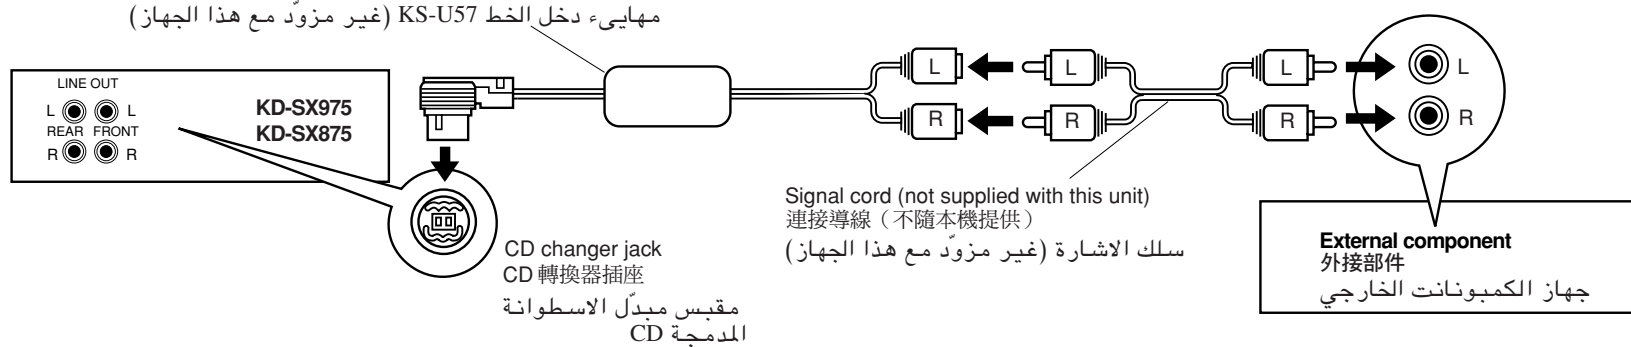 مهايىء دخل الخط KS-U57 (غير مزوّد مع هذا الجهاز)
LINE OUT
L L
REAR FRONT
R R
KD-SX975
KD-SX875
L L L L
R R R R
Signal cord (not supplied with this unit)
連接導線（不隨本機提供）
سلك الاشارة (غير مزوّد مع هذا الجهاز)
CD changer jack
CD 轉換器插座
مقبس مبدّل الاسطوانة
المدمجة CD
External component
外接部件
جهاز الكمبونانت الخارجي